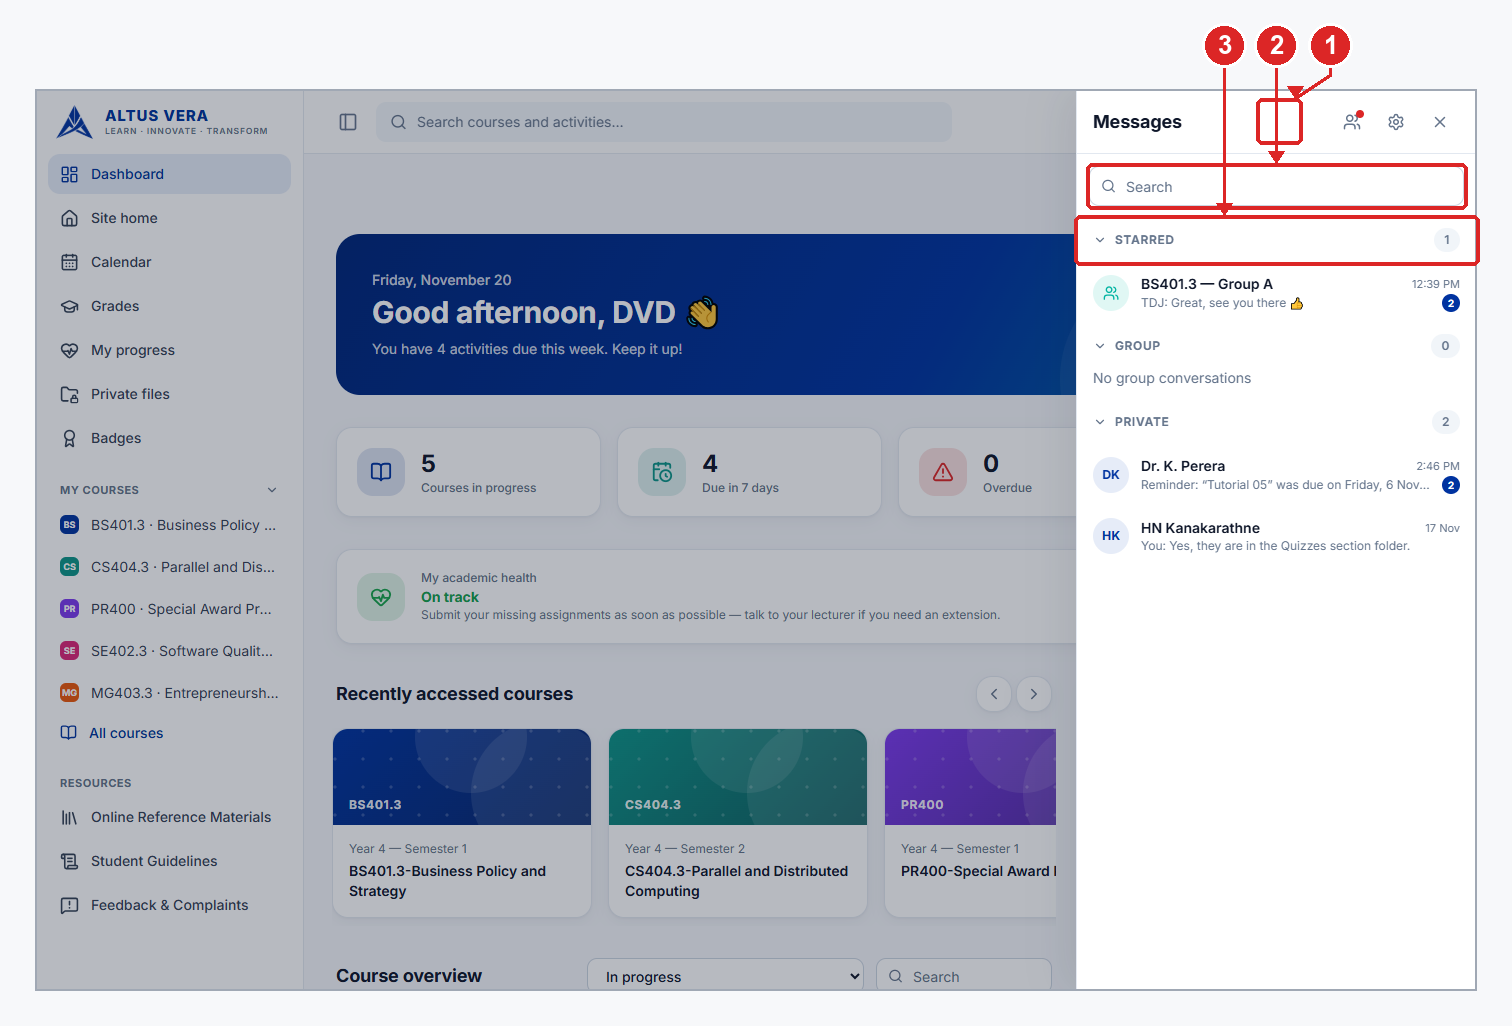 3 2 1
ALTUS VERA
LEARN · INNOVATE · TRANSFORM
Search courses and activities...
Messages
Dashboard
Site home
Calendar
Grades
My progress
Private files
Badges
MY COURSES
BS BS401.3 · Business Policy ...
CS CS404.3 · Parallel and Dis...
PR PR400 · Special Award Pr...
SE SE402.3 · Software Qualit...
MG MG403.3 · Entrepreneursh...
All courses
RESOURCES
Online Reference Materials
Student Guidelines
Feedback & Complaints
Friday, November 20
Good afternoon, DVD 👋
You have 4 activities due this week. Keep it up!
5
Courses in progress
4
Due in 7 days
0
Overdue
My academic health
On track
Submit your missing assignments as soon as possible — talk to your lecturer if you need an extension.
Recently accessed courses
BS401.3
Year 4 — Semester 1
BS401.3-Business Policy and
Strategy
CS404.3
Year 4 — Semester 2
CS404.3-Parallel and Distributed
Computing
PR400
Year 4 — Semester 1
PR400-Special Award
Course overview
In progress
Search
Search
STARRED 1
BS401.3 — Group A 12:39 PM
TDJ: Great, see you there 👍 2
GROUP 0
No group conversations
PRIVATE 2
DK Dr. K. Perera 2:46 PM
Reminder: “Tutorial 05” was due on Friday, 6 Nov... 2
HK HN Kanakarathne 17 Nov
You: Yes, they are in the Quizzes section folder.